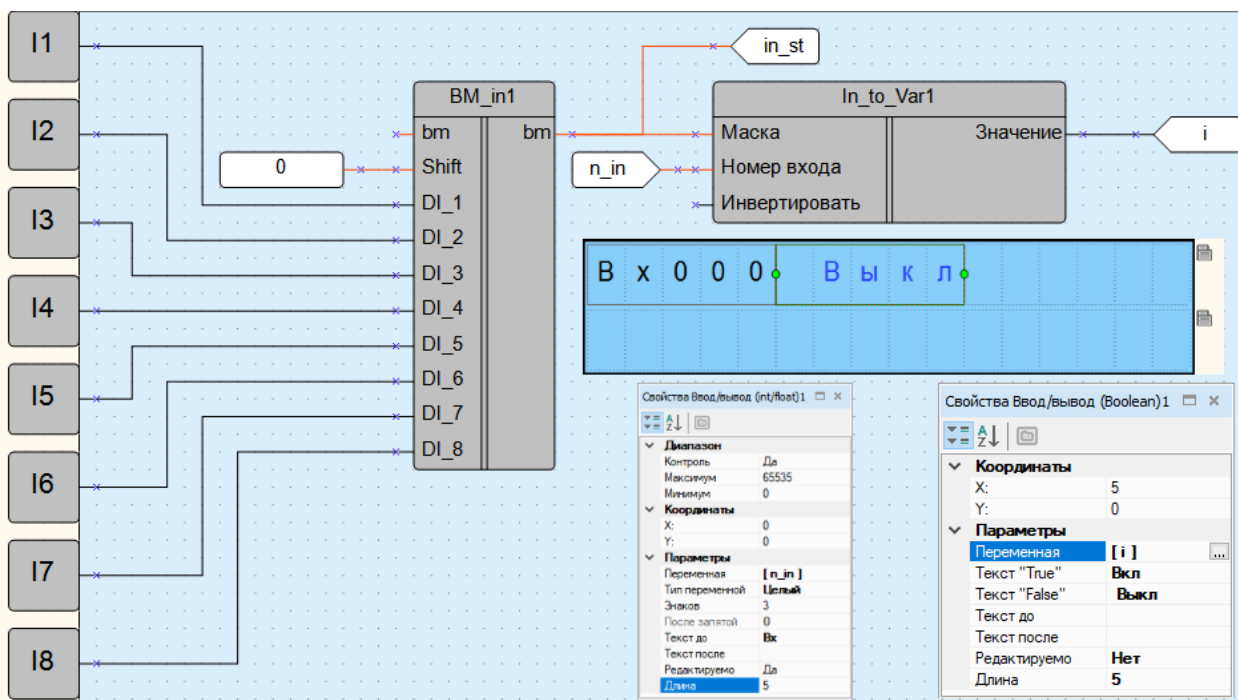 I1
I2
I3
I4
I5
I6
I7
I8
0
BM_in1
bm bm
Shift
DI_1
DI_2
DI_3
DI_4
DI_5
DI_6
DI_7
DI_8
in_st
n_in
In_to_Var1
Маска Значение
Номер входа
Инвертировать
i
Вх000 Выкл
Свойства Ввод/вывод (int/float)1
Диапазон
Контроль Да
Максимум 65535
Минимум 0
Координаты
X: 0
Y: 0
Параметры
Переменная [ n_in ]
Тип переменной Целый
Знаков 3
После запятой 0
Текст до Вх
Текст после
Редактируемо Да
Длина 5
Свойства Ввод/вывод (Boolean)1
Координаты
X: 5
Y: 0
Параметры
Переменная [ i ] ...
Текст "True" Вкл
Текст "False" Выкл
Текст до
Текст после
Редактируемо Нет
Длина 5